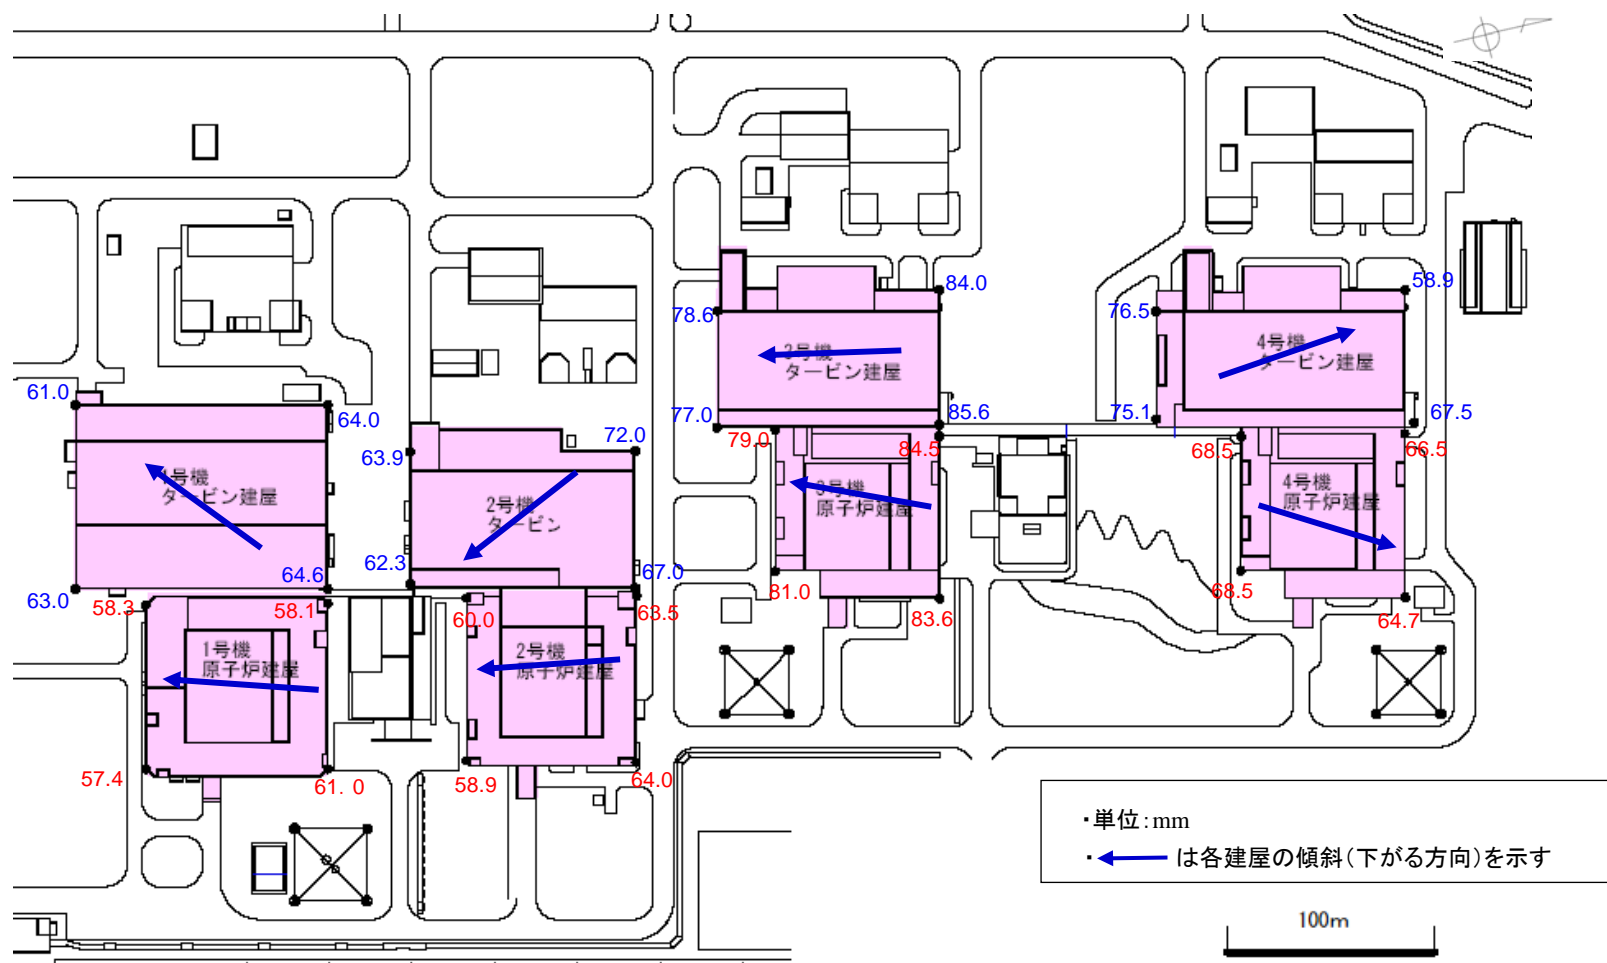 84.0
58.9
78.6
76.5
3号機
タービン建屋
4号機
タービン建屋
61.0
64.0
77.0
85.6
75.1
67.5
79.0
84.5
68.5
66.5
63.9
72.0
1号機
タービン建屋
2号機
タービン
3号機
原子炉建屋
4号機
原子炉建屋
62.3
67.0
64.6
63.0
58.3
58.1
60.0
63.5
81.0
83.6
68.5
64.7
1号機
原子炉建屋
2号機
原子炉建屋
57.4
61.0
58.9
64.0
・単位:mm
・ は各建屋の傾斜(下がる方向)を示す
100m